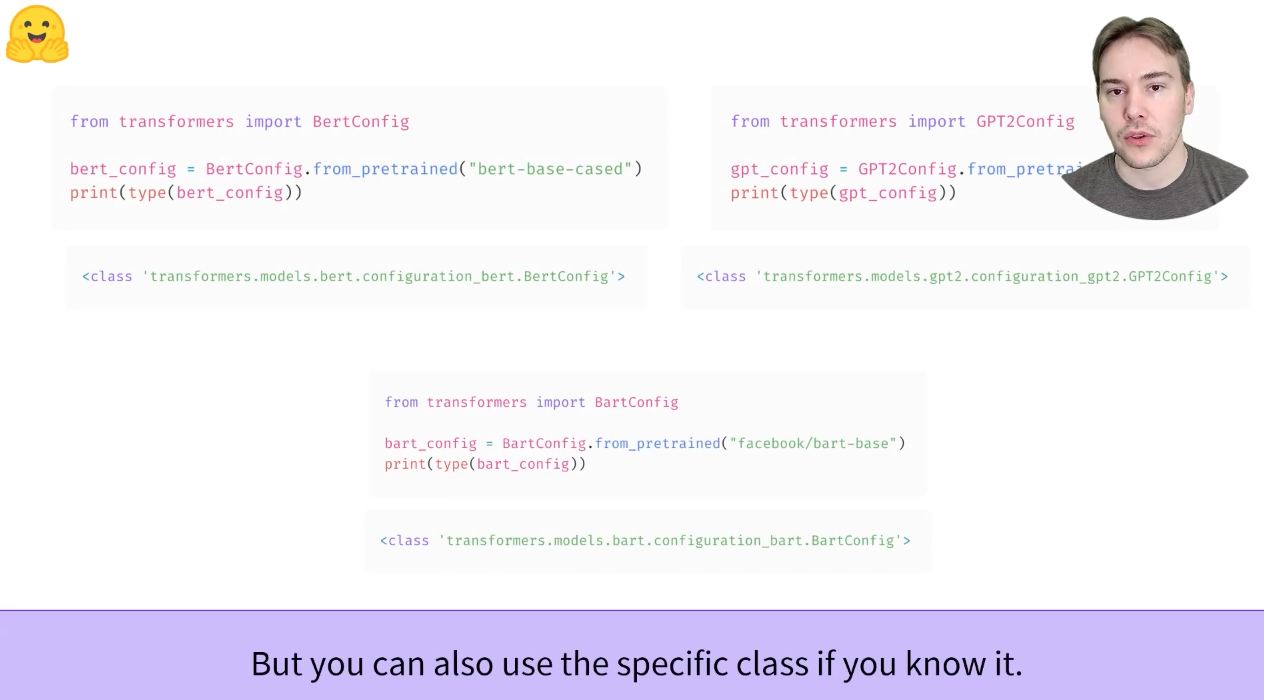 from transformers import BertConfig
bert_config = BertConfig.from_pretrained("bert-base-cased")
print(type(bert_config))
<class 'transformers.models.bert.configuration_bert.BertConfig'>
from transformers import GPT2Config
gpt_config = GPT2Config.from_pretrai
print(type(gpt_config))
<class 'transformers.models.gpt2.configuration_gpt2.GPT2Config'>
from transformers import BartConfig
bart_config = BartConfig.from_pretrained("facebook/bart-base")
print(type(bart_config))
<class 'transformers.models.bart.configuration_bart.BartConfig'>
But you can also use the specific class if you know it.